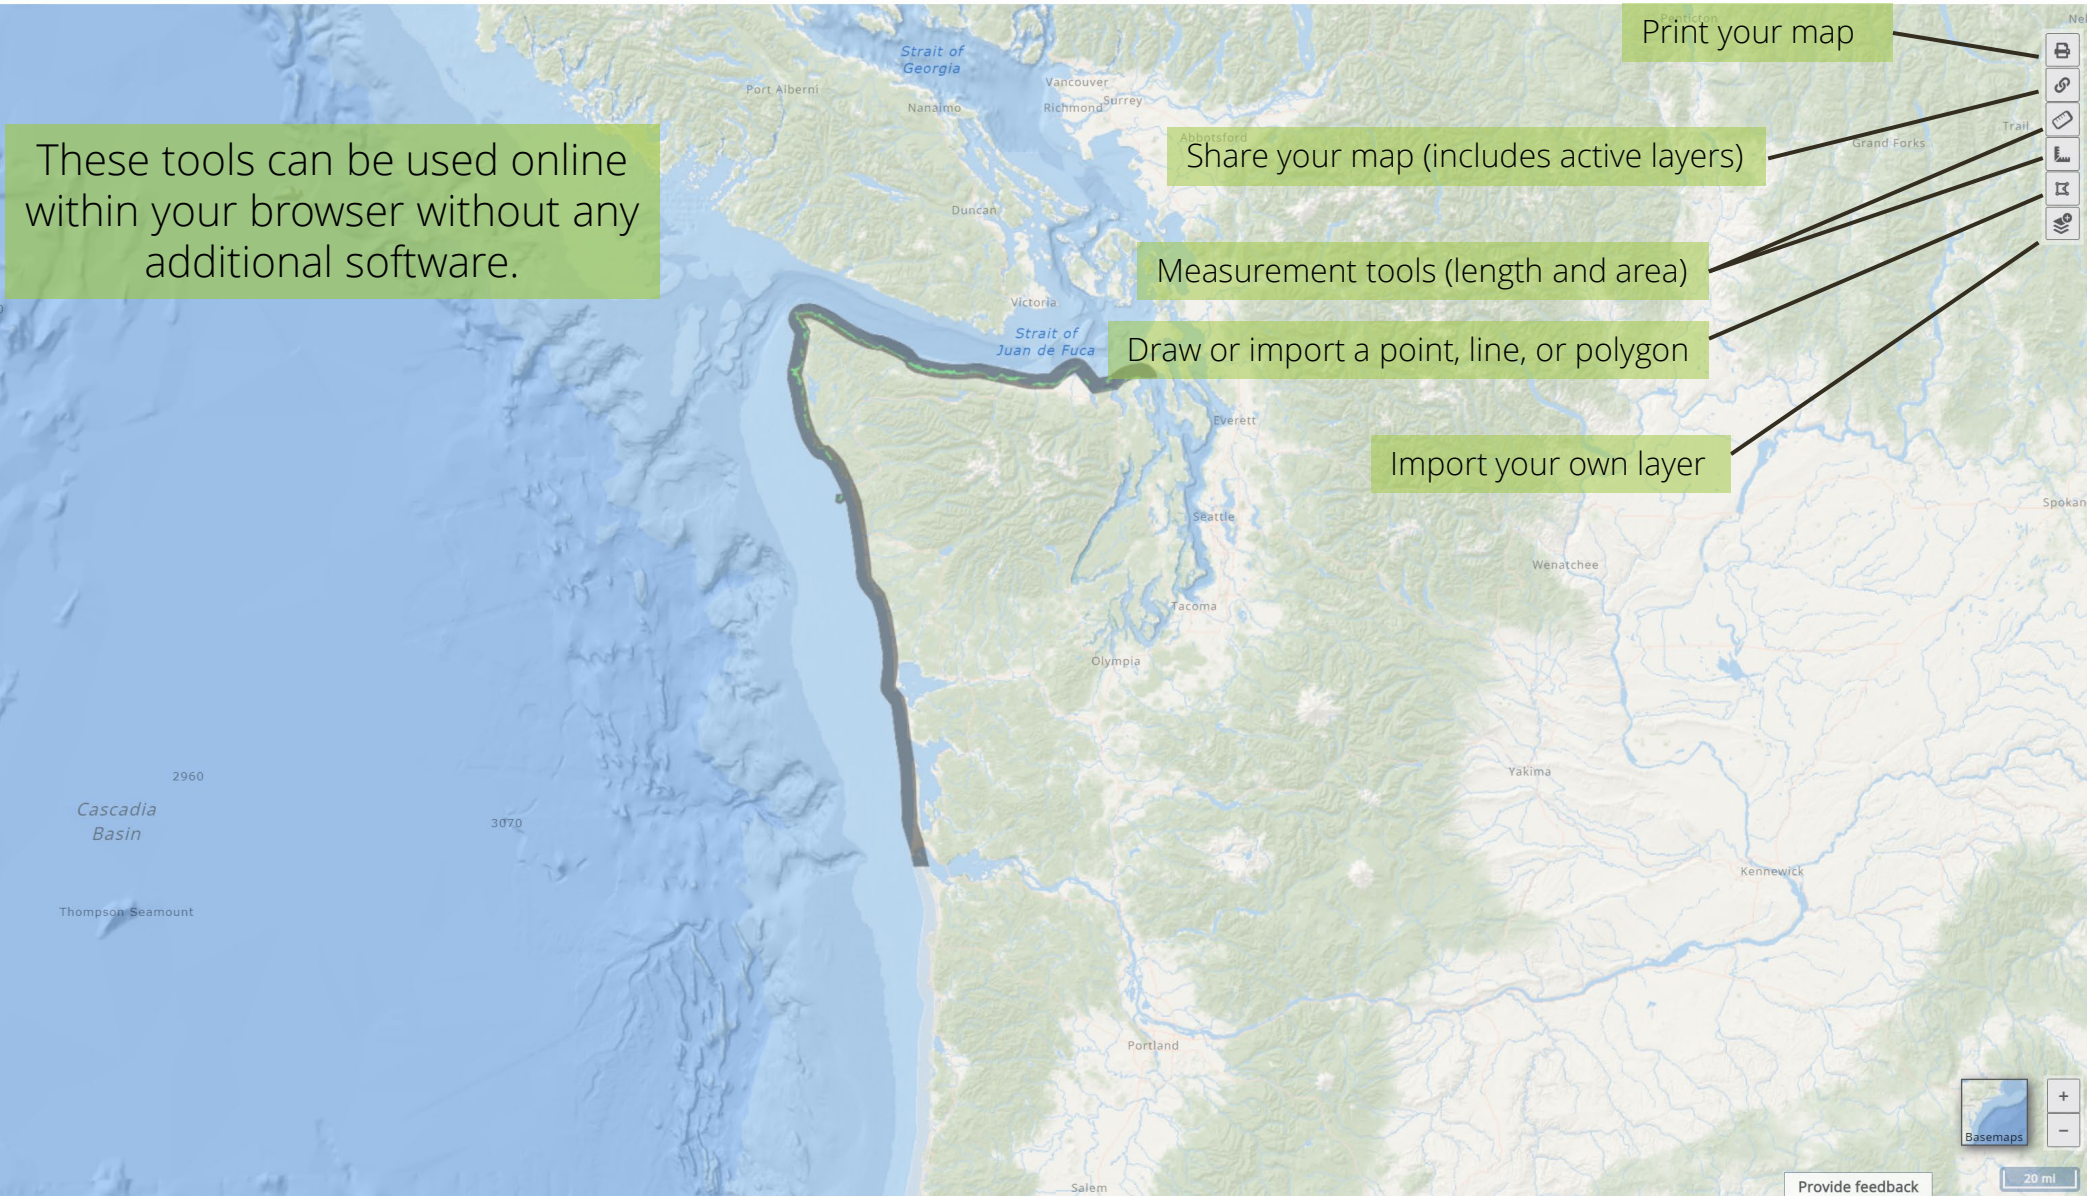 Print your map
Share your map (includes active layers)
These tools can be used online
within your browser without any
additional software.
Measurement tools (length and area)
Draw or import a point, line, or polygon
Import your own layer
Penticton
Strait of
Georgia
Vancouver
Port Alberni
Nanaimo
Richmond
Surrey
Abbotsford
Trail
Grand Forks
Duncan
Victoria
Strait of
Juan de Fuca
Everett
Seattle
Spokan
Wenatchee
Tacoma
Olympia
Yakima
2960
Cascadia
Basin
3070
Kennewick
Thompson Seamount
Portland
Basemaps
+
−
Salem
Provide feedback
20 mi